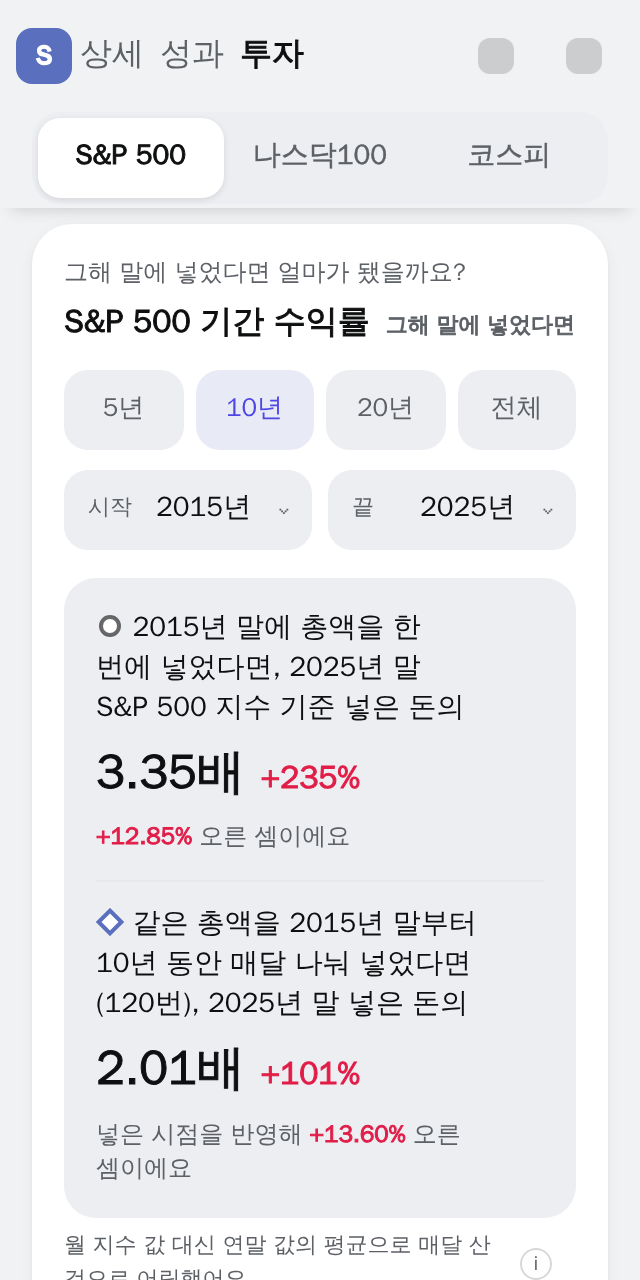 S 상세 성과 투자
S&P 500 나스닥100 코스피
그해 말에 넣었다면 얼마가 됐을까요?
S&P 500 기간 수익률 그해 말에 넣었다면
5년 10년 20년 전체
시작 2015년 끝 2025년
2015년 말에 총액을 한
번에 넣었다면, 2025년 말
S&P 500 지수 기준 넣은 돈의
3.35배 +235%
+12.85% 오른 셈이에요
같은 총액을 2015년 말부터
10년 동안 매달 나눠 넣었다면
(120번), 2025년 말 넣은 돈의
2.01배 +101%
넣은 시점을 반영해 +13.60% 오른
셈이에요
월 지수 값 대신 연말 값의 평균으로 매달 산
것으로 어림했어요
i